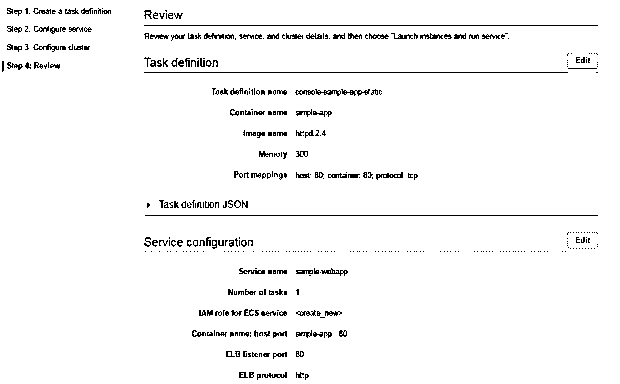 Step 1: Create a task definition
Step 2: Configure service
Step 3: Configure cluster
Step 4: Review
Review
Review your task definition, service, and cluster details, and then choose "Launch instances and run service".
Task definition
Edit
Task definition name console-sample-app-static
Container name simple-app
Image name httpd:2.4
Memory 300
Port mappings host: 80; container: 80; protocol: tcp
Task definition JSON
Service configuration
Edit
Service name sample-webapp
Number of tasks 1
IAM role for ECS service <create_new>
Container name: host port simple-app : 80
ELB listener port 80
ELB protocol http